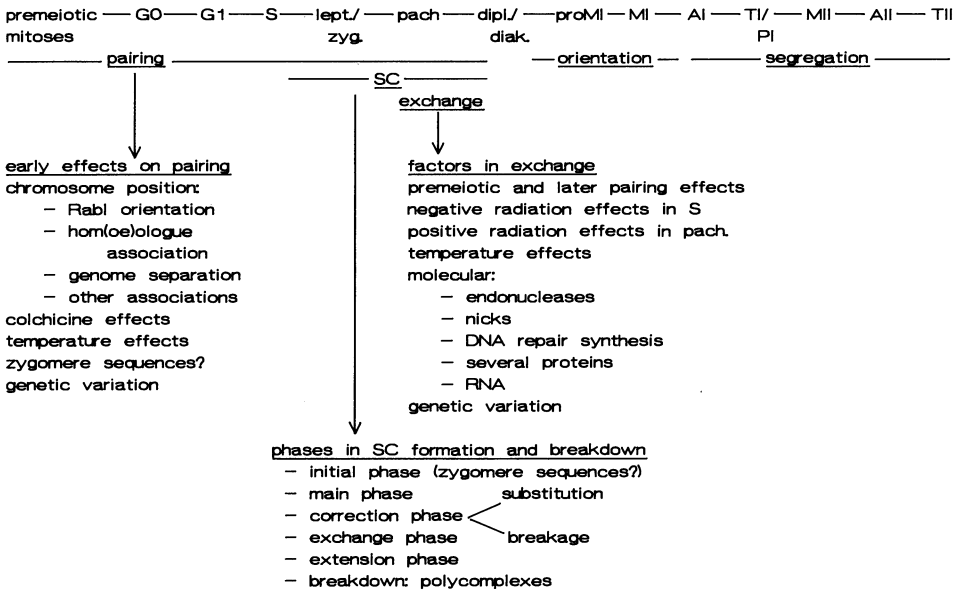 premeiotic — G0 — G1 — S — lept./ — pach — dipl./ — proMI — MI — AI — TI/ — MII — AII — TII
mitoses zyg. diak. PI
pairing orientation segregation
SC
exchange
early effects on pairing
chromosome position:
– Rabl orientation
– hom(oe)ologue
association
– genome separation
– other associations
colchicine effects
temperature effects
zygomere sequences?
genetic variation
factors in exchange
premeiotic and later pairing effects
negative radiation effects in S
positive radiation effects in pach.
temperature effects
molecular:
– endonucleases
– nicks
– DNA repair synthesis
– several proteins
– RNA
genetic variation
phases in SC formation and breakdown
– initial phase (zygomere sequences?)
– main phase substitution
– correction phase
– exchange phase breakage
– extension phase
– breakdown: polycomplexes